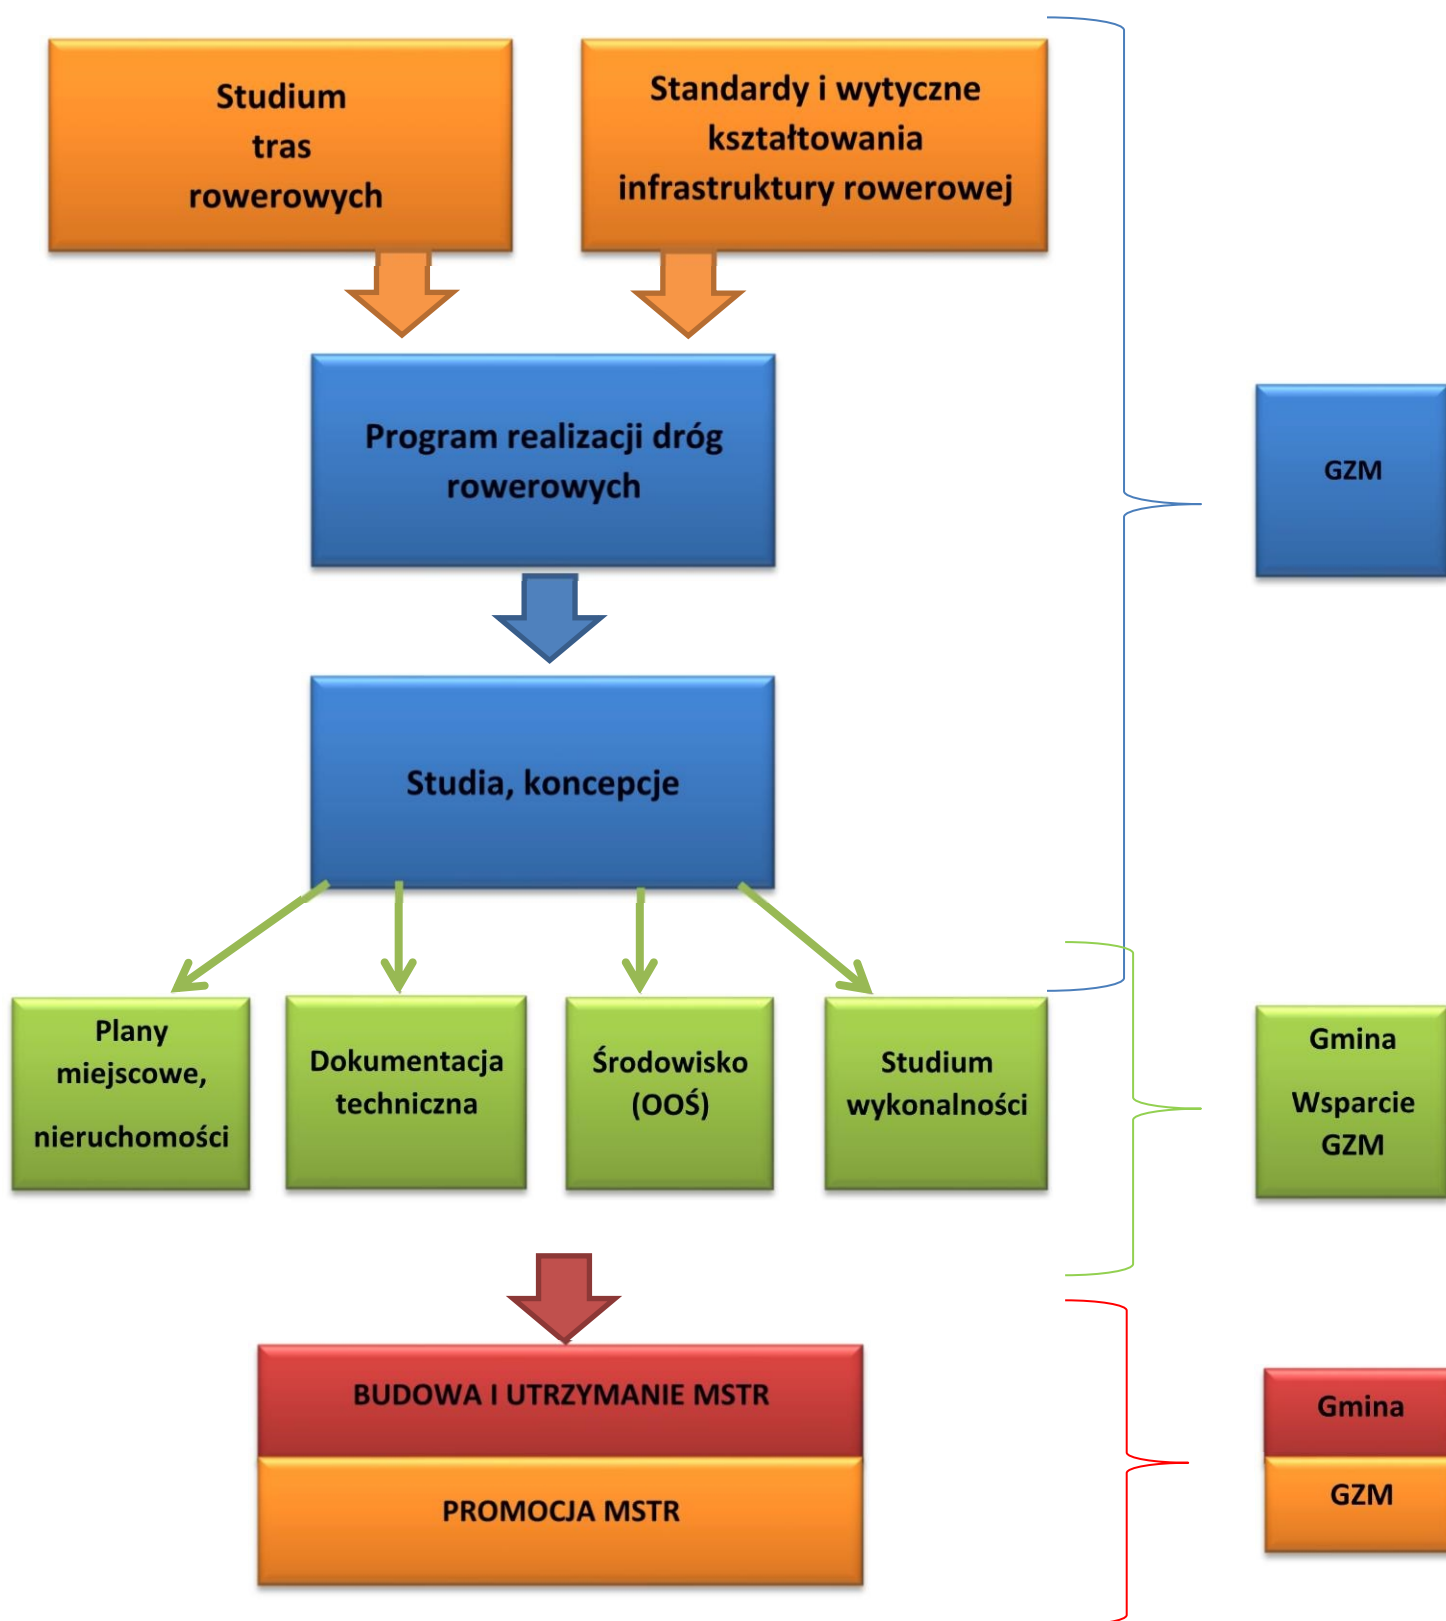 Studium
tras
rowerowych
Standardy i wytyczne
kształtowania
infrastruktury rowerowej
Program realizacji dróg
rowerowych
GZM
Studia, koncepcje
Plany
miejscowe,
nieruchomości
Dokumentacja
techniczna
Środowisko
(OOŚ)
Studium
wykonalności
Gmina
Wsparcie
GZM
BUDOWA I UTRZYMANIE MSTR
PROMOCJA MSTR
Gmina
GZM